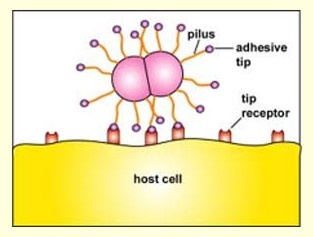 pilus
adhesive
tip
tip
receptor
host cell